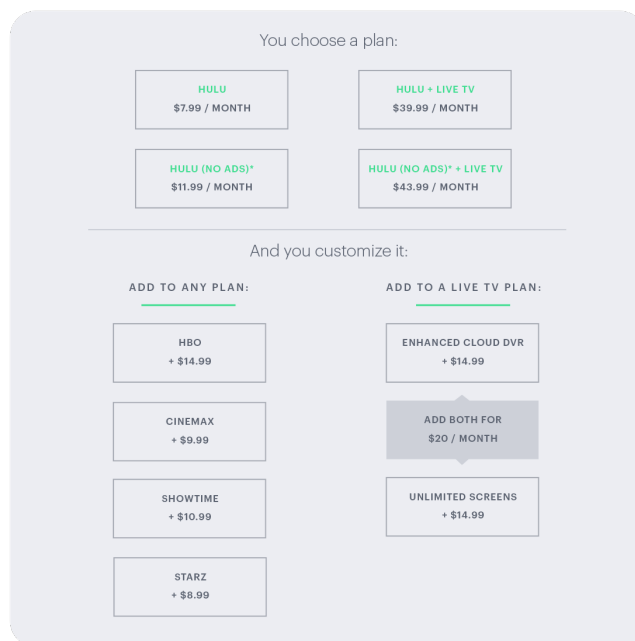 You choose a plan:
HULU
$7.99 / MONTH
HULU + LIVE TV
$39.99 / MONTH
HULU (NO ADS)*
$11.99 / MONTH
HULU (NO ADS)* + LIVE TV
$43.99 / MONTH
And you customize it:
ADD TO ANY PLAN:
HBO
+ $14.99
CINEMAX
+ $9.99
SHOWTIME
+ $10.99
STARZ
+ $8.99
ADD TO A LIVE TV PLAN:
ENHANCED CLOUD DVR
+ $14.99
ADD BOTH FOR
$20 / MONTH
UNLIMITED SCREENS
+ $14.99